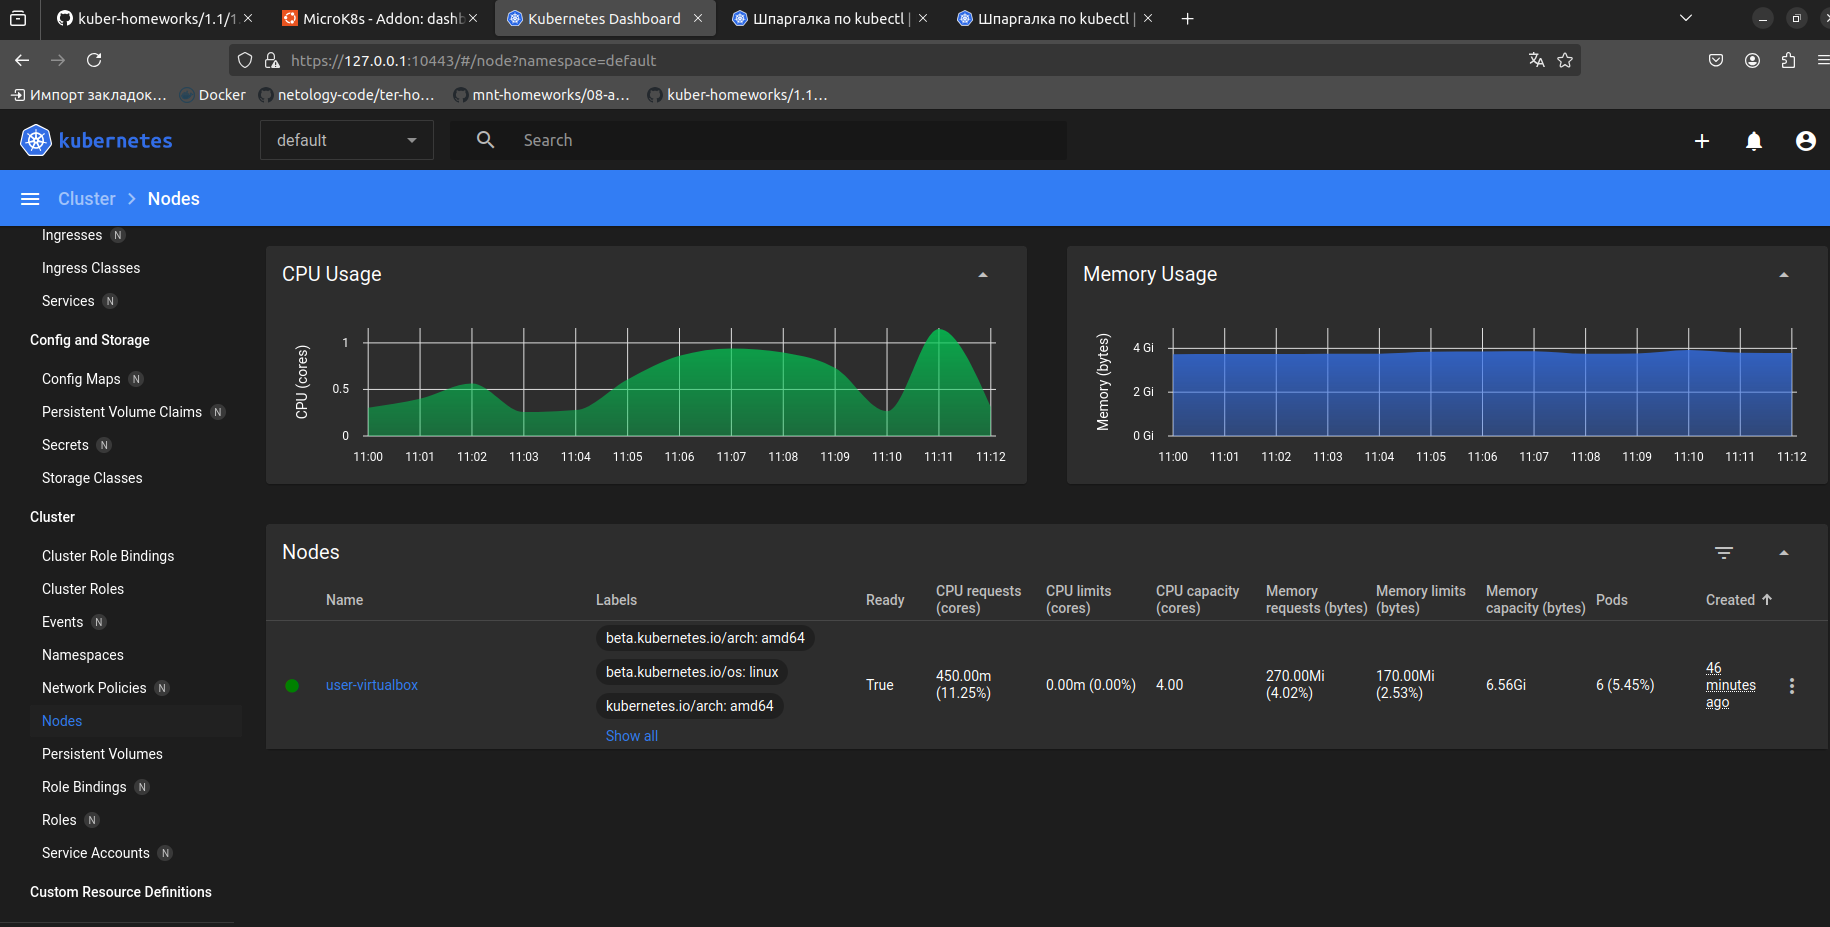 kuber-homeworks/1.1/1.
MicroK8s - Addon: dashb
Kubernetes Dashboard
Шпаргалка по kubectl |
Шпаргалка по kubectl |
https://127.0.0.1:10443/#/node?namespace=default
Импорт закладок…
Docker
netology-code/ter-ho…
mnt-homeworks/08-a…
kuber-homeworks/1.1…
kubernetes
default
Search
Cluster > Nodes
Ingresses N
Ingress Classes
Services N
Config and Storage
Config Maps N
Persistent Volume Claims N
Secrets N
Storage Classes
Cluster
Cluster Role Bindings
Cluster Roles
Events N
Namespaces
Network Policies N
Nodes
Persistent Volumes
Role Bindings N
Roles N
Service Accounts N
Custom Resource Definitions
CPU Usage
CPU (cores)
1
0.5
0
11:00 11:01 11:02 11:03 11:04 11:05 11:06 11:07 11:08 11:09 11:10 11:11 11:12
Memory Usage
Memory (bytes)
4 Gi
2 Gi
0 Gi
11:00 11:01 11:02 11:03 11:04 11:05 11:06 11:07 11:08 11:09 11:10 11:11 11:12
Nodes
Name
Labels
Ready
CPU requests
(cores)
CPU limits
(cores)
CPU capacity
(cores)
Memory
requests (bytes)
Memory limits
(bytes)
Memory
capacity (bytes)
Pods
Created
user-virtualbox
beta.kubernetes.io/arch: amd64
beta.kubernetes.io/os: linux
kubernetes.io/arch: amd64
Show all
True
450.00m
(11.25%)
0.00m (0.00%)
4.00
270.00Mi
(4.02%)
170.00Mi
(2.53%)
6.56Gi
6 (5.45%)
46
minutes
ago